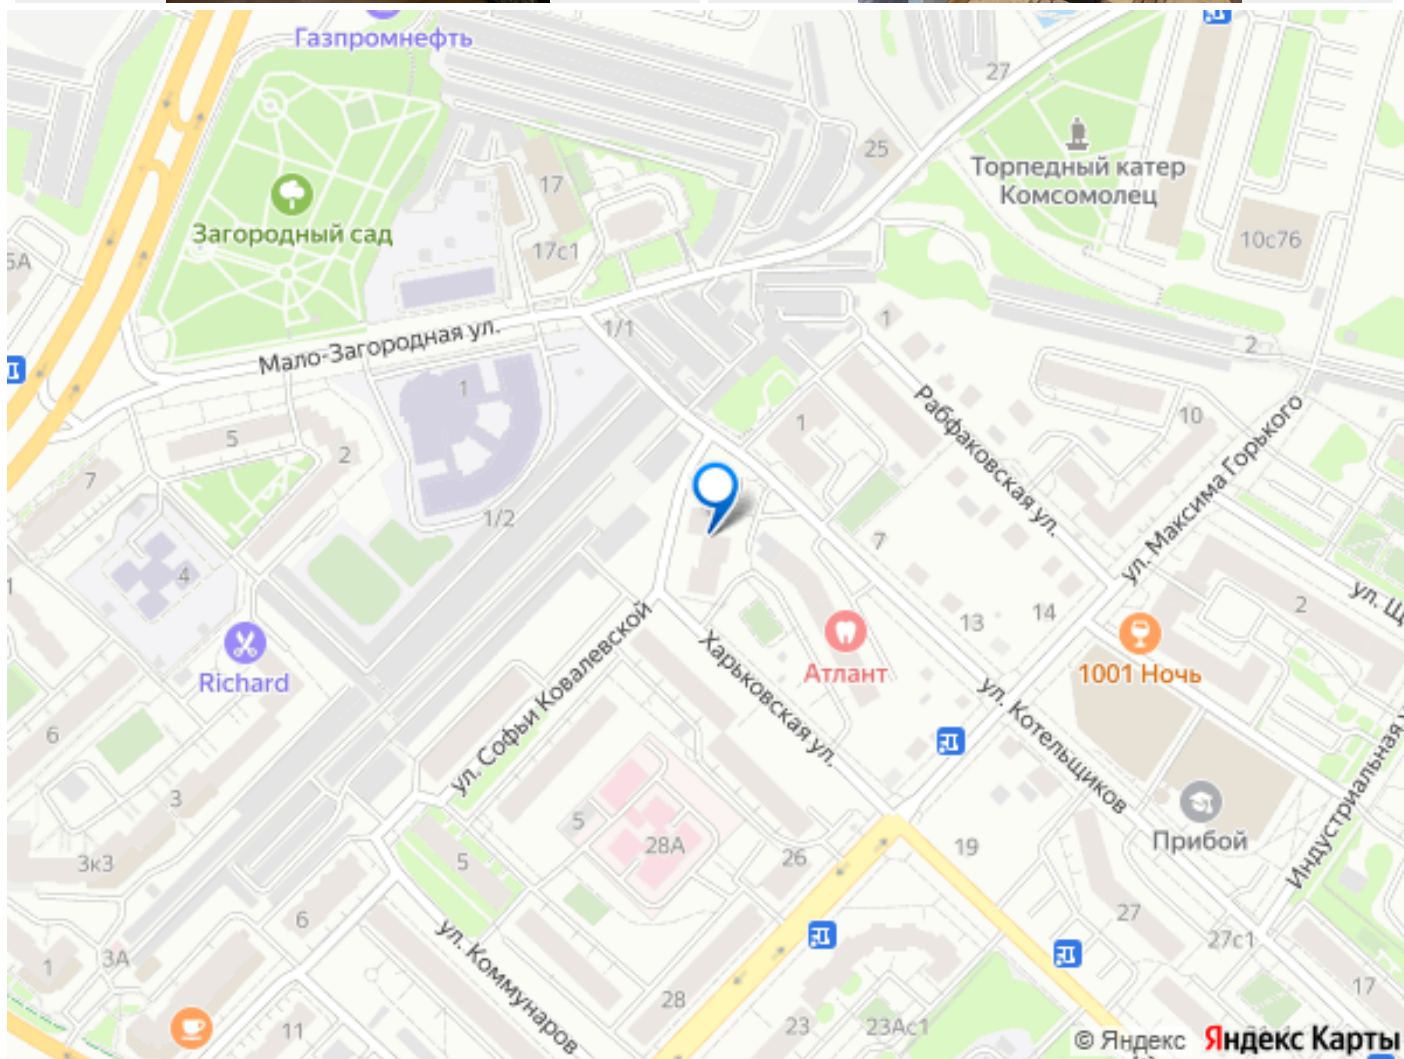 Газпромнефть
27
25
Торпедный катер
Комсомолец
17
Загородный сад
17с1
10с76
5А
1/1
1
2
Мало-Загородная ул.
1
Рабфаковская ул.
5
2
1
10
ул. Максима Горького
7
1/2
7
4
1
ул. Щ
2
14
13
Richard
Атлант
1001 Ночь
ул. Софьи Ковалевской
Харьковская ул.
ул. Котельщиков
Индустриальная
6
3
5
28А
26
19
Прибой
3к3
5
6
27
27с1
3А
1
ул. Коммунаров
28
17
11
23
23Ас1
© Яндекс Яндекс Карты